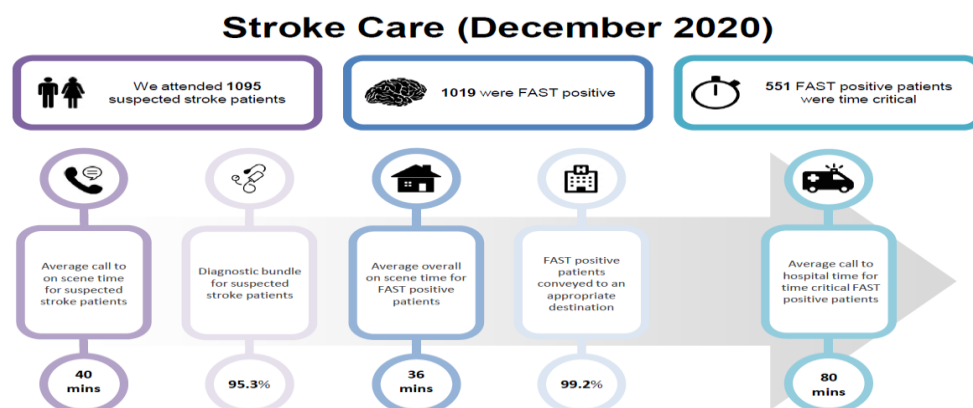 Stroke Care (December 2020)
We attended 1095
suspected stroke patients
1019 were FAST positive
551 FAST positive patients
were time critical
H
Average call to
on scene time
for suspected
stroke patients
Diagnostic bundle
for suspected
stroke patients
Average overall
on scene time for
FAST positive
patients
FAST positive
patients
conveyed to an
appropriate
destination
Average call to
hospital time for
time critical FAST
positive patients
40
mins
95.3%
36
mins
99.2%
80
mins